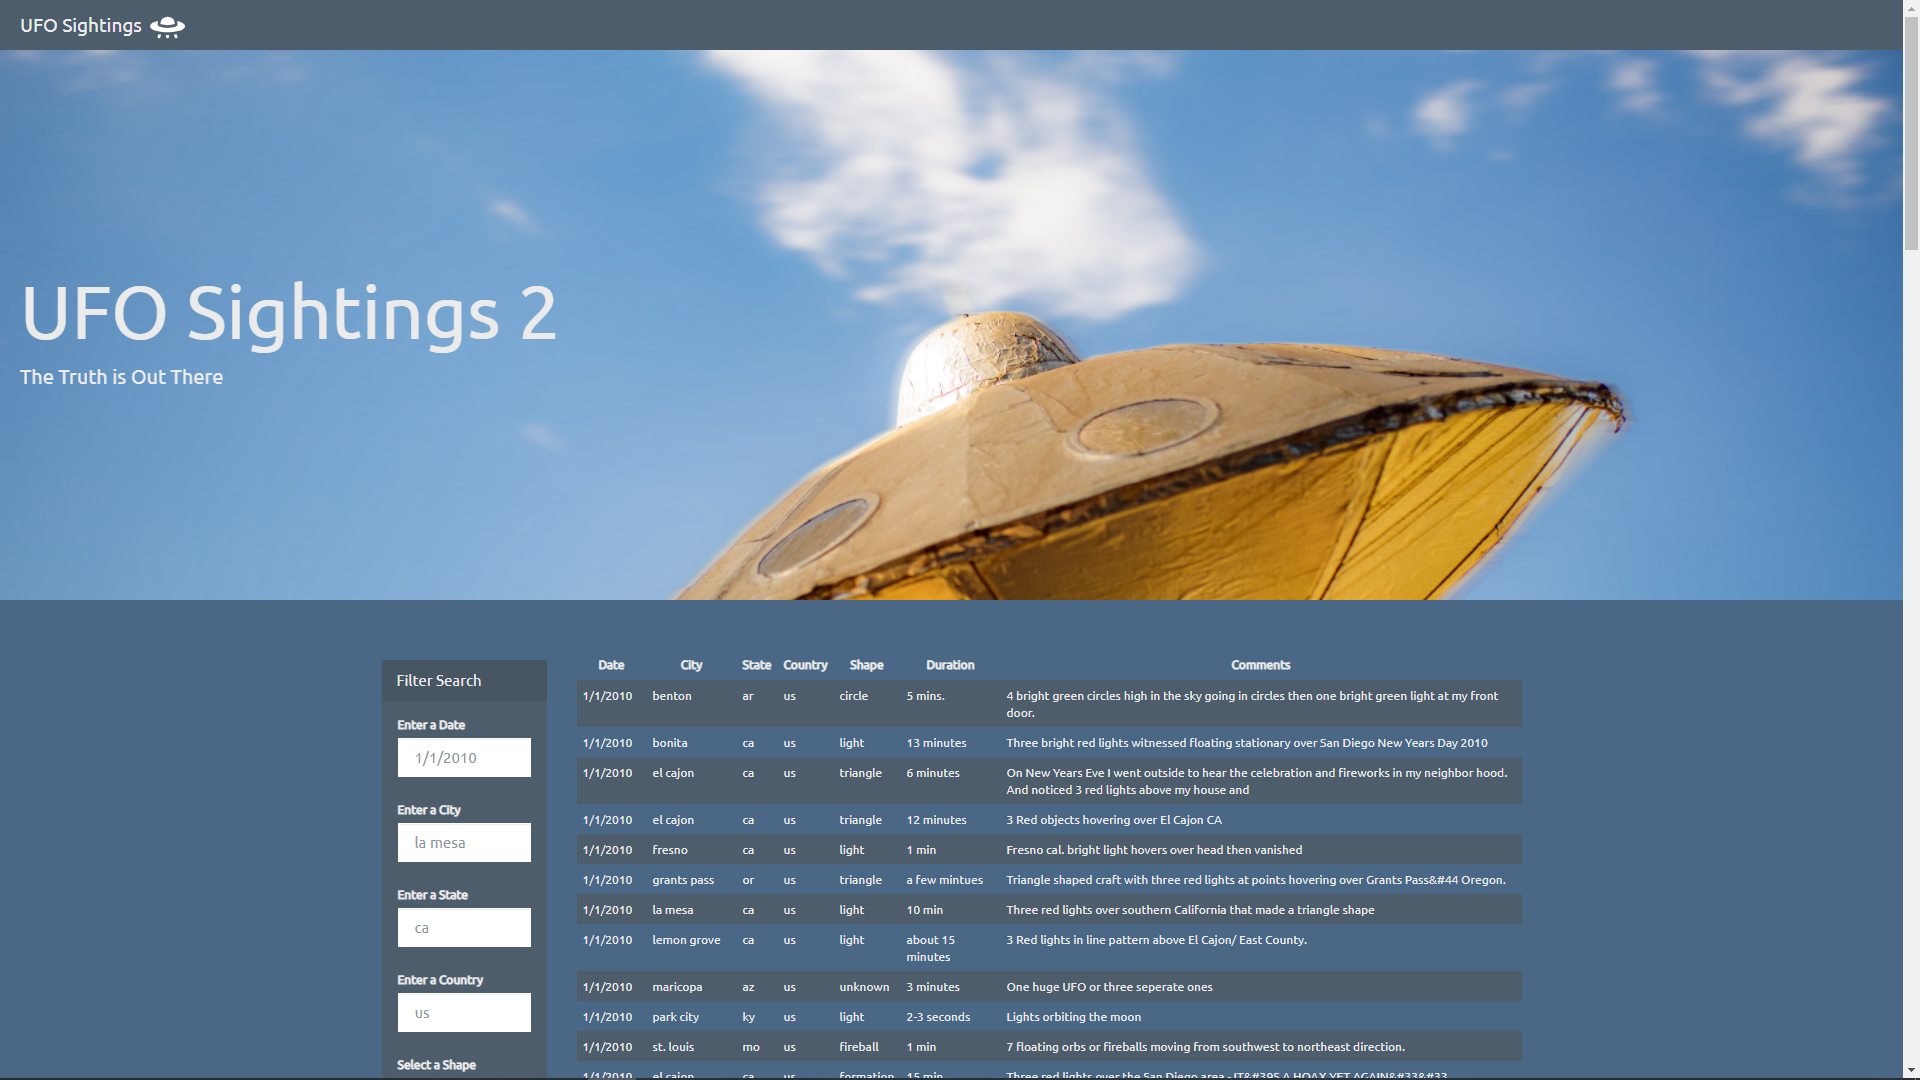 UFO Sightings
UFO Sightings 2
The Truth is Out There
Filter Search
Enter a Date
1/1/2010
Enter a City
la mesa
Enter a State
ca
Enter a Country
us
Select a Shape
Date City State Country Shape Duration Comments
1/1/2010 benton ar us circle 5 mins. 4 bright green circles high in the sky going in circles then one bright green light at my front
door.
1/1/2010 bonita ca us light 13 minutes Three bright red lights witnessed floating stationary over San Diego New Years Day 2010
1/1/2010 el cajon ca us triangle 6 minutes On New Years Eve I went outside to hear the celebration and fireworks in my neighbor hood.
And noticed 3 red lights above my house and
1/1/2010 el cajon ca us triangle 12 minutes 3 Red objects hovering over El Cajon CA
1/1/2010 fresno ca us light 1 min Fresno cal. bright light hovers over head then vanished
1/1/2010 grants pass or us triangle a few mintues Triangle shaped craft with three red lights at points hovering over Grants Pass&#44 Oregon.
1/1/2010 la mesa ca us light 10 min Three red lights over southern California that made a triangle shape
1/1/2010 lemon grove ca us light about 15 3 Red lights in line pattern above El Cajon/ East County.
minutes
1/1/2010 maricopa az us unknown 3 minutes One huge UFO or three seperate ones
1/1/2010 park city ky us light 2-3 seconds Lights orbiting the moon
1/1/2010 st. louis mo us fireball 1 min 7 floating orbs or fireballs moving from southwest to northeast direction.
1/1/2010 el cajon ca us formation 15 min Three red lights over the San Diego area - IT&#39S A HOAX YET AGAIN&#33&#33